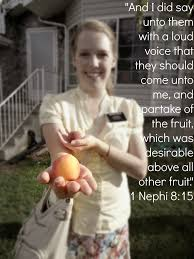 "And I did say
unto them
with a loud
voice that
they should
come unto
me, and
partake of
the fruit,
which was
desirable
above all
other fruit."
1 Nephi 8:15